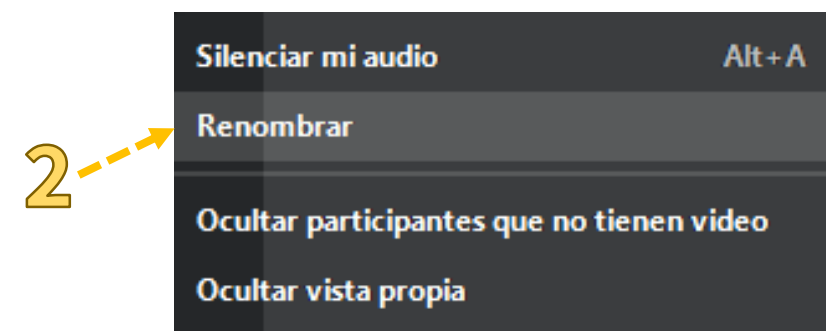 Silenciar mi audio Alt+A
2 Renombrar
Ocultar participantes que no tienen video
Ocultar vista propia